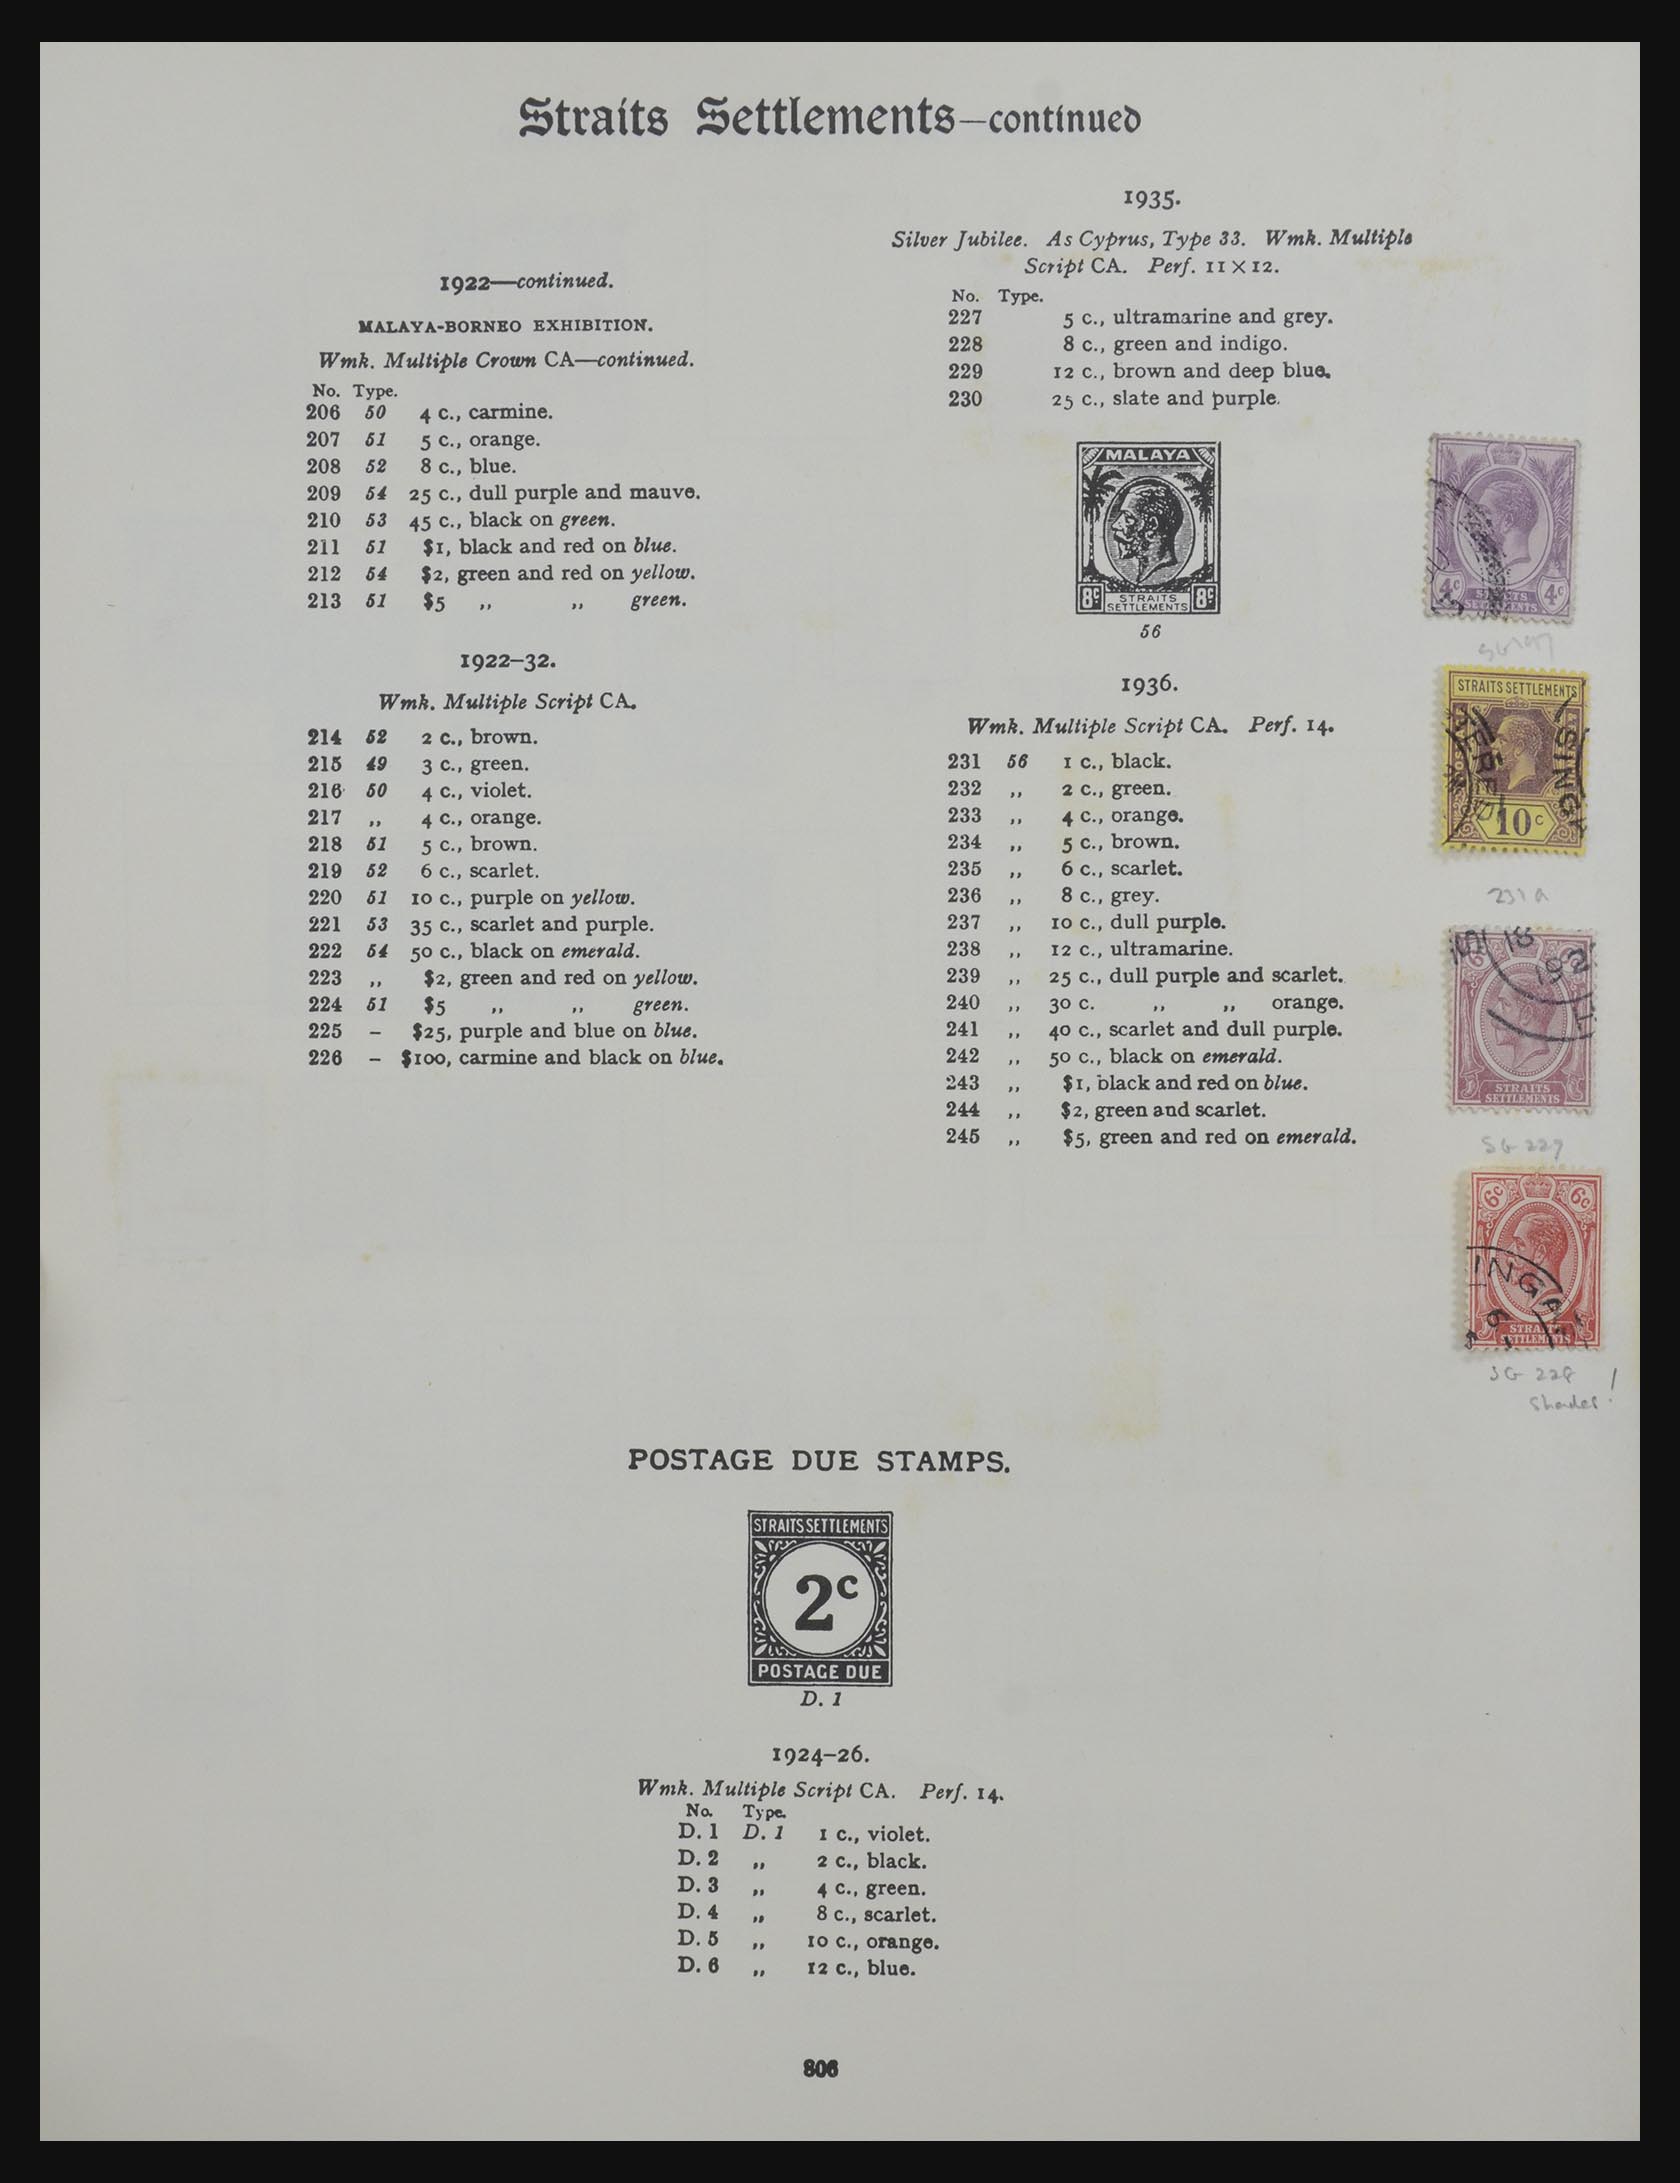 Straits Settlements—continued
1922—continued.
MALAYA-BORNEO EXHIBITION.
Wmk. Multiple Crown CA—continued.
No. Type.
206 50 4 c., carmine.
207 51 5 c., orange.
208 52 8 c., blue.
209 54 25 c., dull purple and mauve.
210 53 45 c., black on green.
211 51 $1, black and red on blue.
212 54 $2, green and red on yellow.
213 51 $5 ,, ,, green.
1922–32.
Wmk. Multiple Script CA.
214 52 2 c., brown.
215 49 3 c., green.
216 50 4 c., violet.
217 ,, 4 c., orange.
218 51 5 c., brown.
219 52 6 c., scarlet.
220 51 10 c., purple on yellow.
221 53 35 c., scarlet and purple.
222 54 50 c., black on emerald.
223 ,, $2, green and red on yellow.
224 51 $5 ,, ,, green.
225 – $25, purple and blue on blue.
226 – $100, carmine and black on blue.
1935.
Silver Jubilee. As Cyprus, Type 33. Wmk. Multiple
Script CA. Perf. 11 × 12.
No. Type.
227 5 c., ultramarine and grey.
228 8 c., green and indigo.
229 12 c., brown and deep blue.
230 25 c., slate and purple.
MALAYA
8c STRAITS SETTLEMENTS 8c
56
1936.
Wmk. Multiple Script CA. Perf. 14.
231 56 1 c., black.
232 ,, 2 c., green.
233 ,, 4 c., orange.
234 ,, 5 c., brown.
235 ,, 6 c., scarlet.
236 ,, 8 c., grey.
237 ,, 10 c., dull purple.
238 ,, 12 c., ultramarine.
239 ,, 25 c., dull purple and scarlet.
240 ,, 30 c. ,, ,, orange.
241 ,, 40 c., scarlet and dull purple.
242 ,, 50 c., black on emerald.
243 ,, $1, black and red on blue.
244 ,, $2, green and scarlet.
245 ,, $5, green and red on emerald.
4c 4c
STRAITS
SETTLEMENTS
STRAITS SETTLEMENTS
SING
10c
231a
18
192
STRAITS
SETTLEMENTS
SG 227
6c 6c
INGA
STRAITS
SETTLEMENTS
SG 228
Shades!
POSTAGE DUE STAMPS.
STRAITS SETTLEMENTS
2c
POSTAGE DUE
D. 1
1924–26.
Wmk. Multiple Script CA. Perf. 14.
No. Type.
D. 1 D. 1 1 c., violet.
D. 2 ,, 2 c., black.
D. 3 ,, 4 c., green.
D. 4 ,, 8 c., scarlet.
D. 5 ,, 10 c., orange.
D. 6 ,, 12 c., blue.
806